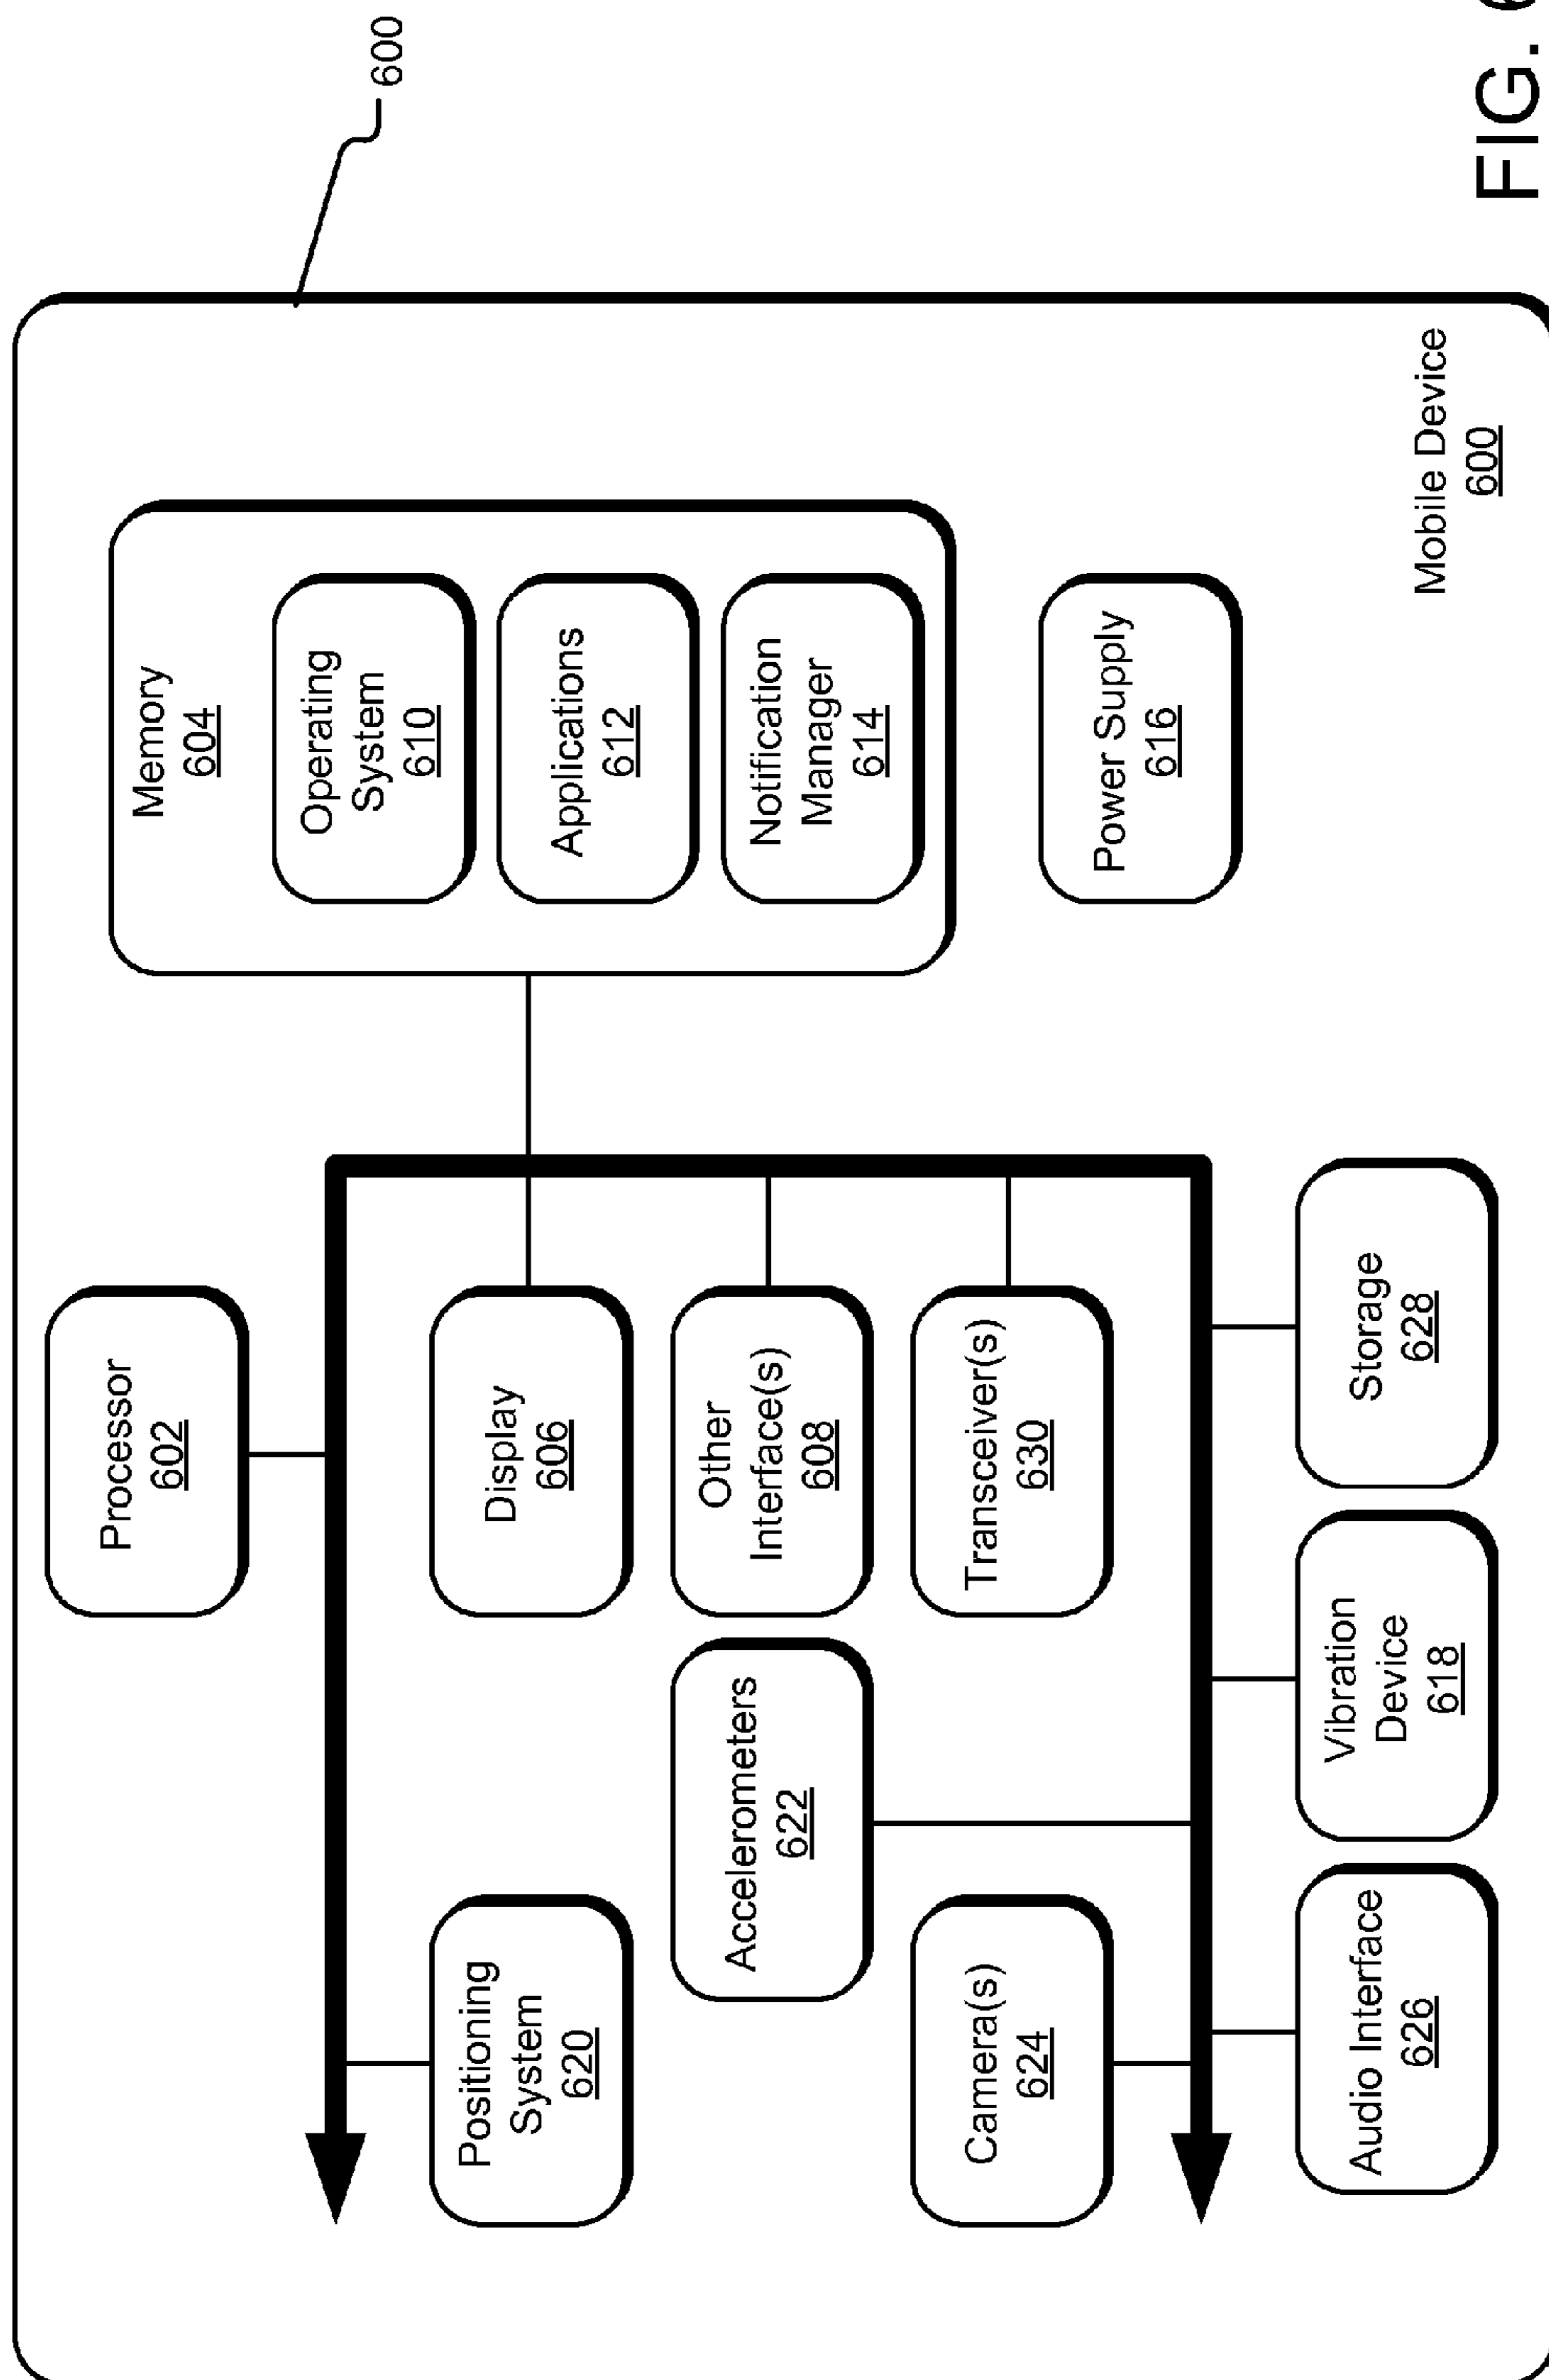 600
Processor
602
Memory
604
Operating
System
610
Applications
612
Notification
Manager
614
Positioning
System
620
Display
606
Accelerometers
622
Other
Interface(s)
608
Camera(s)
624
Transceiver(s)
630
Power Supply
616
Audio Interface
626
Vibration
Device
618
Storage
628
Mobile Device
600
FIG.